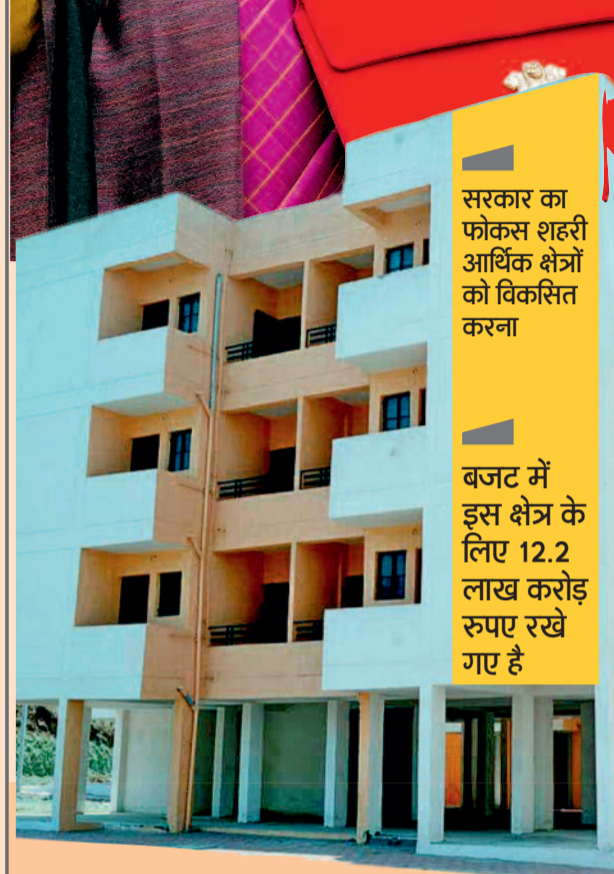 सरकार का
फोकस शहरी
आर्थिक क्षेत्रों
को विकसित
करना
बजट में
इस क्षेत्र के
लिए 12.2
लाख करोड़
रुपए रखे
गए है